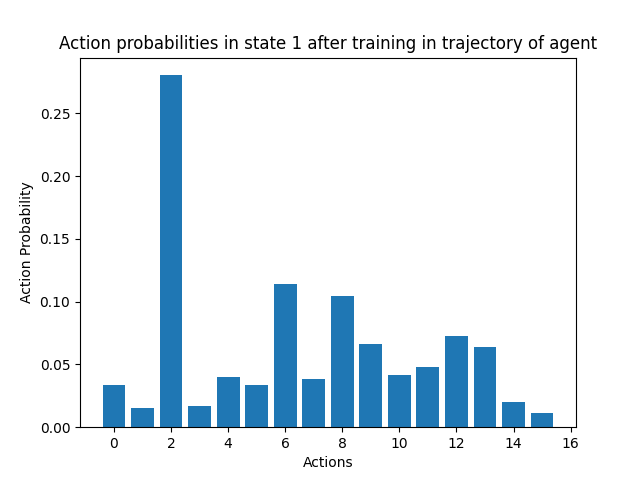 Action probabilities in state 1 after training in trajectory of agent
Action Probability
0.25
0.20
0.15
0.10
0.05
0.00
0 2 4 6 8 10 12 14 16
Actions